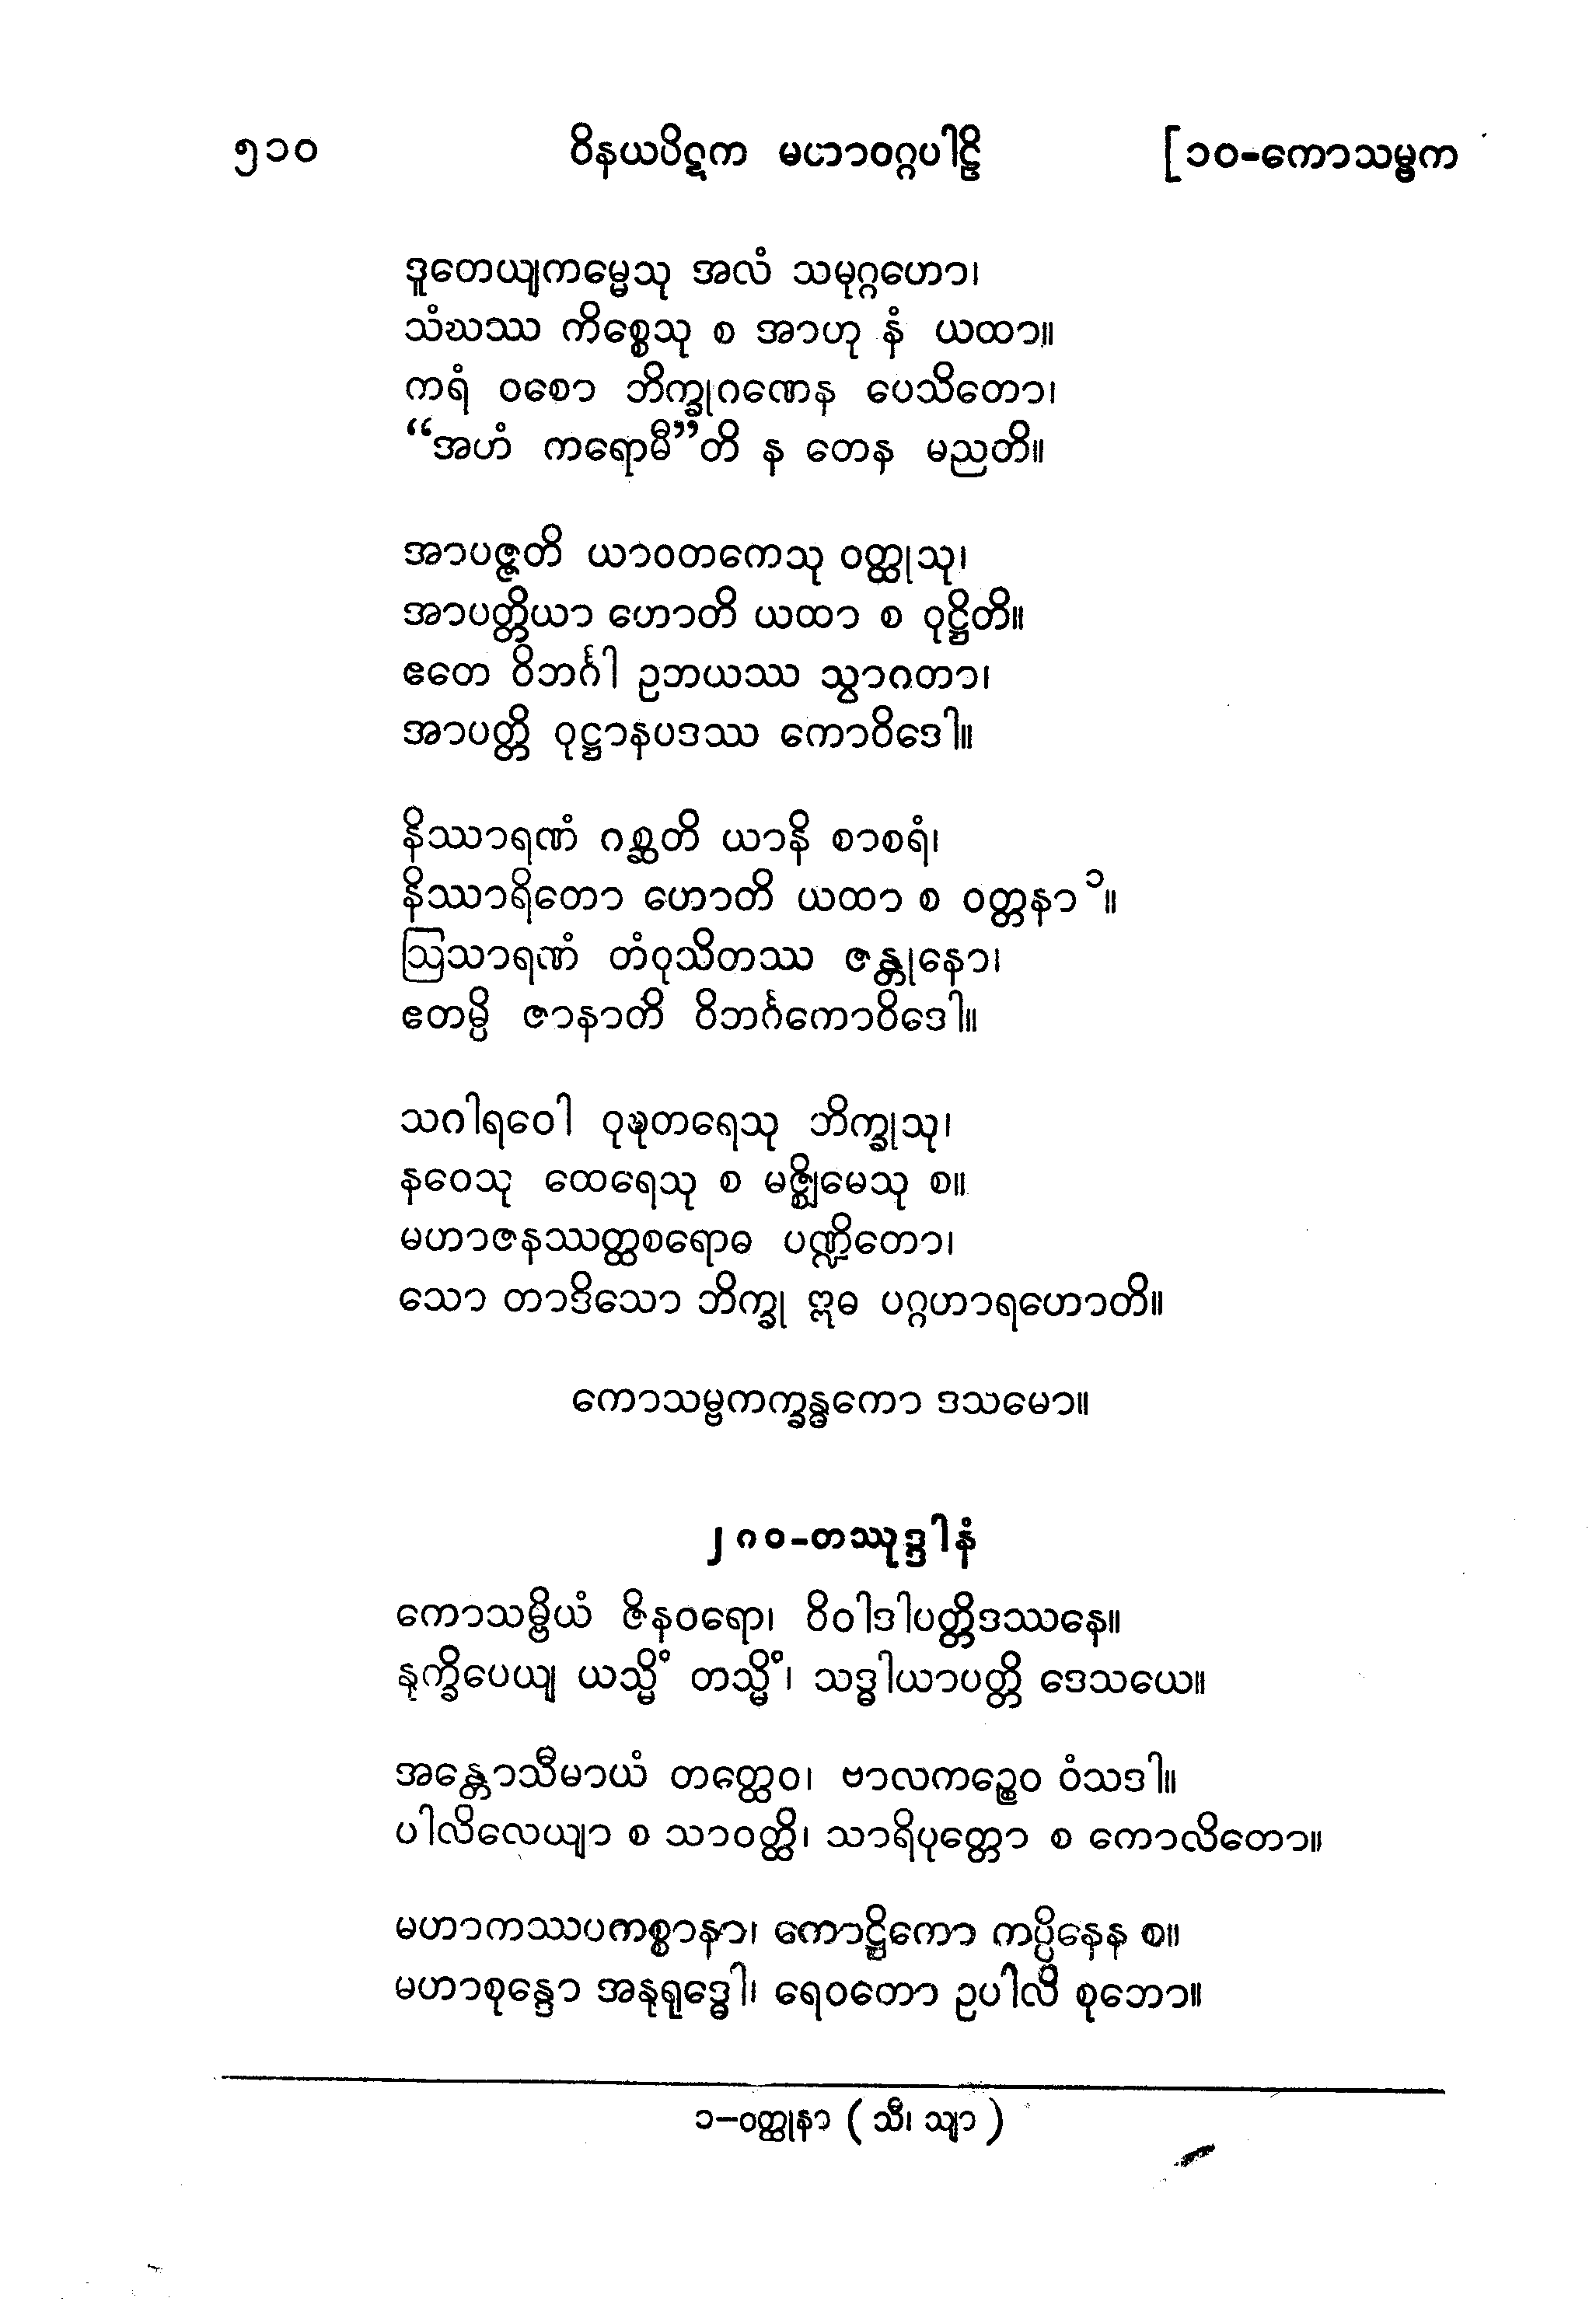 ၅၁၀ ဝိနယပိဋက မဟာဝဂ္ဂပါဠိ [၁၀-ကောသမ္ဗက
ဒူတေယျကမ္မေသု အလံ သမုဂ္ဂဟော၊
သံဃဿ ကိစ္စေသု စ အာဟု နံ ယထာ။
ကရံ ဝစော ဘိက္ခုဂဏေန ပေသိတော၊
“အဟံ ကရောမီ”တိ န တေန မညတိ။
အာပဇ္ဇတိ ယာဝတကေသု ဝတ္ထုသု၊
အာပတ္တိယာ ဟောတိ ယထာ စ ဝုဋ္ဌိတိ။
ဧတေ ဝိဘင်္ဂါ ဥဘယဿ သွာဂတာ၊
အာပတ္တိ ဝုဋ္ဌာနပဒဿ ကောဝိဒေါ။
နိဿာရဏံ ဂစ္ဆတိ ယာနိ စာစရံ၊
နိဿာရိတော ဟောတိ ယထာ စ ဝတ္တနာ ၁။
ဩသာရဏံ တံဝုသိတဿ ဇန္တုနော၊
ဧတမ္ပိ ဇာနာတိ ဝိဘင်္ဂကောဝိဒေါ။
သဂါရဝေါ ဝုဍ္ဎတရေသု ဘိက္ခုသု၊
နဝေသု ထေရေသု စ မဇ္ဈိမေသု စ။
မဟာဇနဿတ္ထစရောဓ ပဏ္ဍိတော၊
သော တာဒိသော ဘိက္ခု ဣဓ ပဂ္ဂဟာရဟောတိ။
ကောသမ္ဗကက္ခန္ဓကော ဒသမော။
၂၈၀-တဿုဒ္ဒါနံ
ကောသမ္ဗိယံ ဇိနဝရော၊ ဝိဝါဒါပတ္တိဒဿနေ။
နုက္ခိပေယျ ယသ္မိံ တသ္မိံ၊ သဒ္ဓါယာပတ္တိ ဒေသယေ။
အန္တောသီမာယံ တတ္ထေဝ၊ ဗာလကဉ္စေဝ ဝံသဒါ။
ပါလိလေယျာ စ သာဝတ္ထိ၊ သာရိပုတ္တော စ ကောလိတော။
မဟာကဿပကစ္စာနာ၊ ကောဋ္ဌိကော ကပ္ပိနေန စ။
မဟာစုန္ဒော အနုရုဒ္ဓေါ၊ ရေဝတော ဥပါလိ စုဘော။
၁-ဝတ္ထုနာ (သီ၊ သျာ)